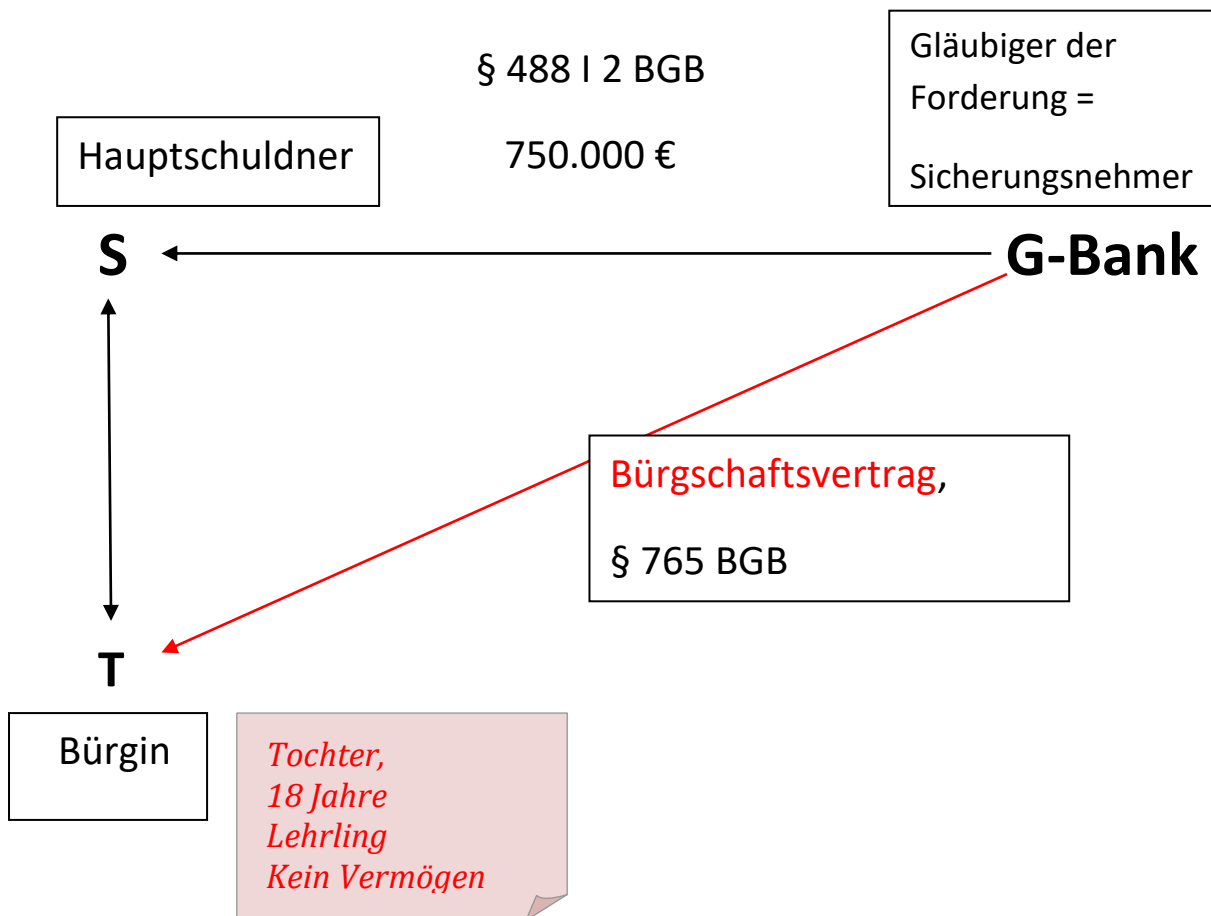 § 488 I 2 BGB
750.000 €
Gläubiger der
Forderung =
Sicherungsnehmer
Hauptschuldner
S
G-Bank
Bürgschaftsvertrag,
§ 765 BGB
T
Bürgin
Tochter,
18 Jahre
Lehrling
Kein Vermögen